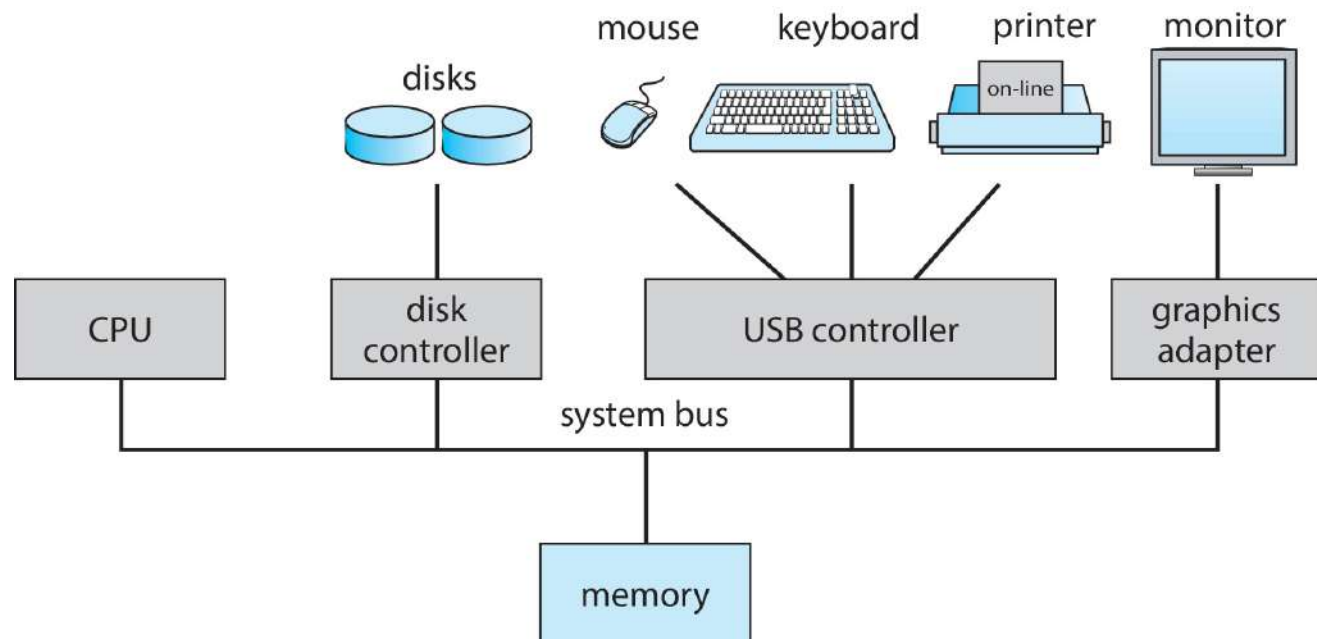 mouse
keyboard
printer
monitor
disks
on-line
CPU
disk
controller
USB controller
graphics
adapter
system bus
memory